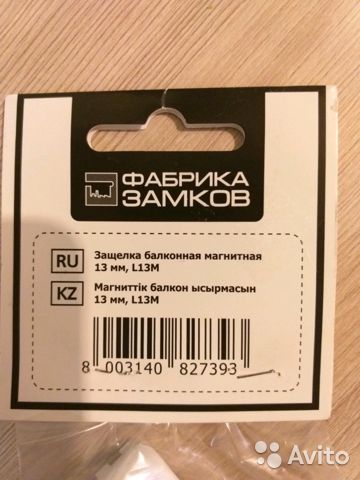 ФАБРИКА
ЗАМКОВ
RU
Защелка балконная магнитная
13 мм, L13M
KZ
Магниттік балкон ысырмасын
13 мм, L13M
8 003140 827393
Avito